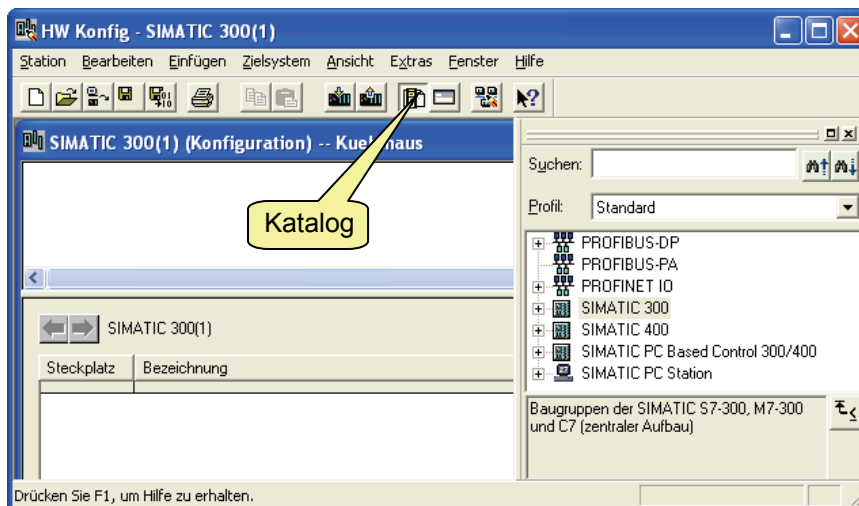 HW Konfig - SIMATIC 300(1)
Station Bearbeiten Einfügen Zielsystem Ansicht Extras Fenster Hilfe
SIMATIC 300(1) (Konfiguration) -- Kuehlhaus
Katalog
SIMATIC 300(1)
Steckplatz Bezeichnung
Suchen:
Profil: Standard
PROFIBUS-DP
PROFIBUS-PA
PROFINET IO
SIMATIC 300
SIMATIC 400
SIMATIC PC Based Control 300/400
SIMATIC PC Station
Baugruppen der SIMATIC S7-300, M7-300
und C7 (zentraler Aufbau)
Drücken Sie F1, um Hilfe zu erhalten.